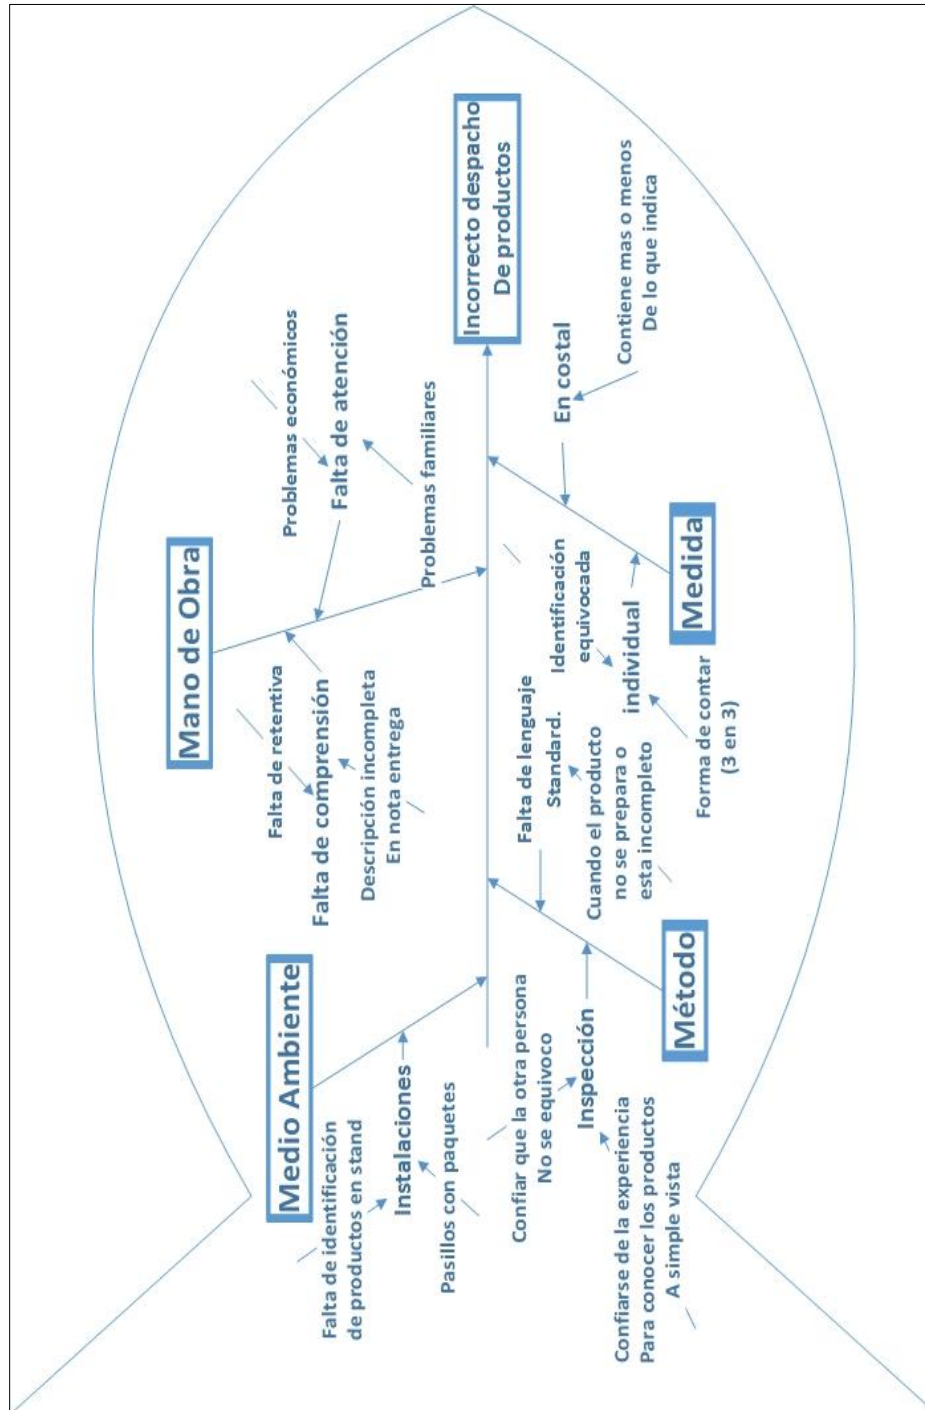 Medio Ambiente
Falta de identificación
de productos en stand
Instalaciones
Pasillos con paquetes
Mano de Obra
Falta de retentiva
Falta de comprensión
Descripción incompleta
En nota entrega
Problemas económicos
Falta de atención
Problemas familiares
Incorrecto despacho
De productos
Confiar que la otra persona
No se equivoco
Inspección
Confiarse de la experiencia
Para conocer los productos
A simple vista
Método
Falta de lenguaje
Standard.
Cuando el producto
no se prepara o
esta incompleto
Identificación
equivocada
individual
Forma de contar
(3 en 3)
Medida
En costal
Contiene mas o menos
De lo que indica